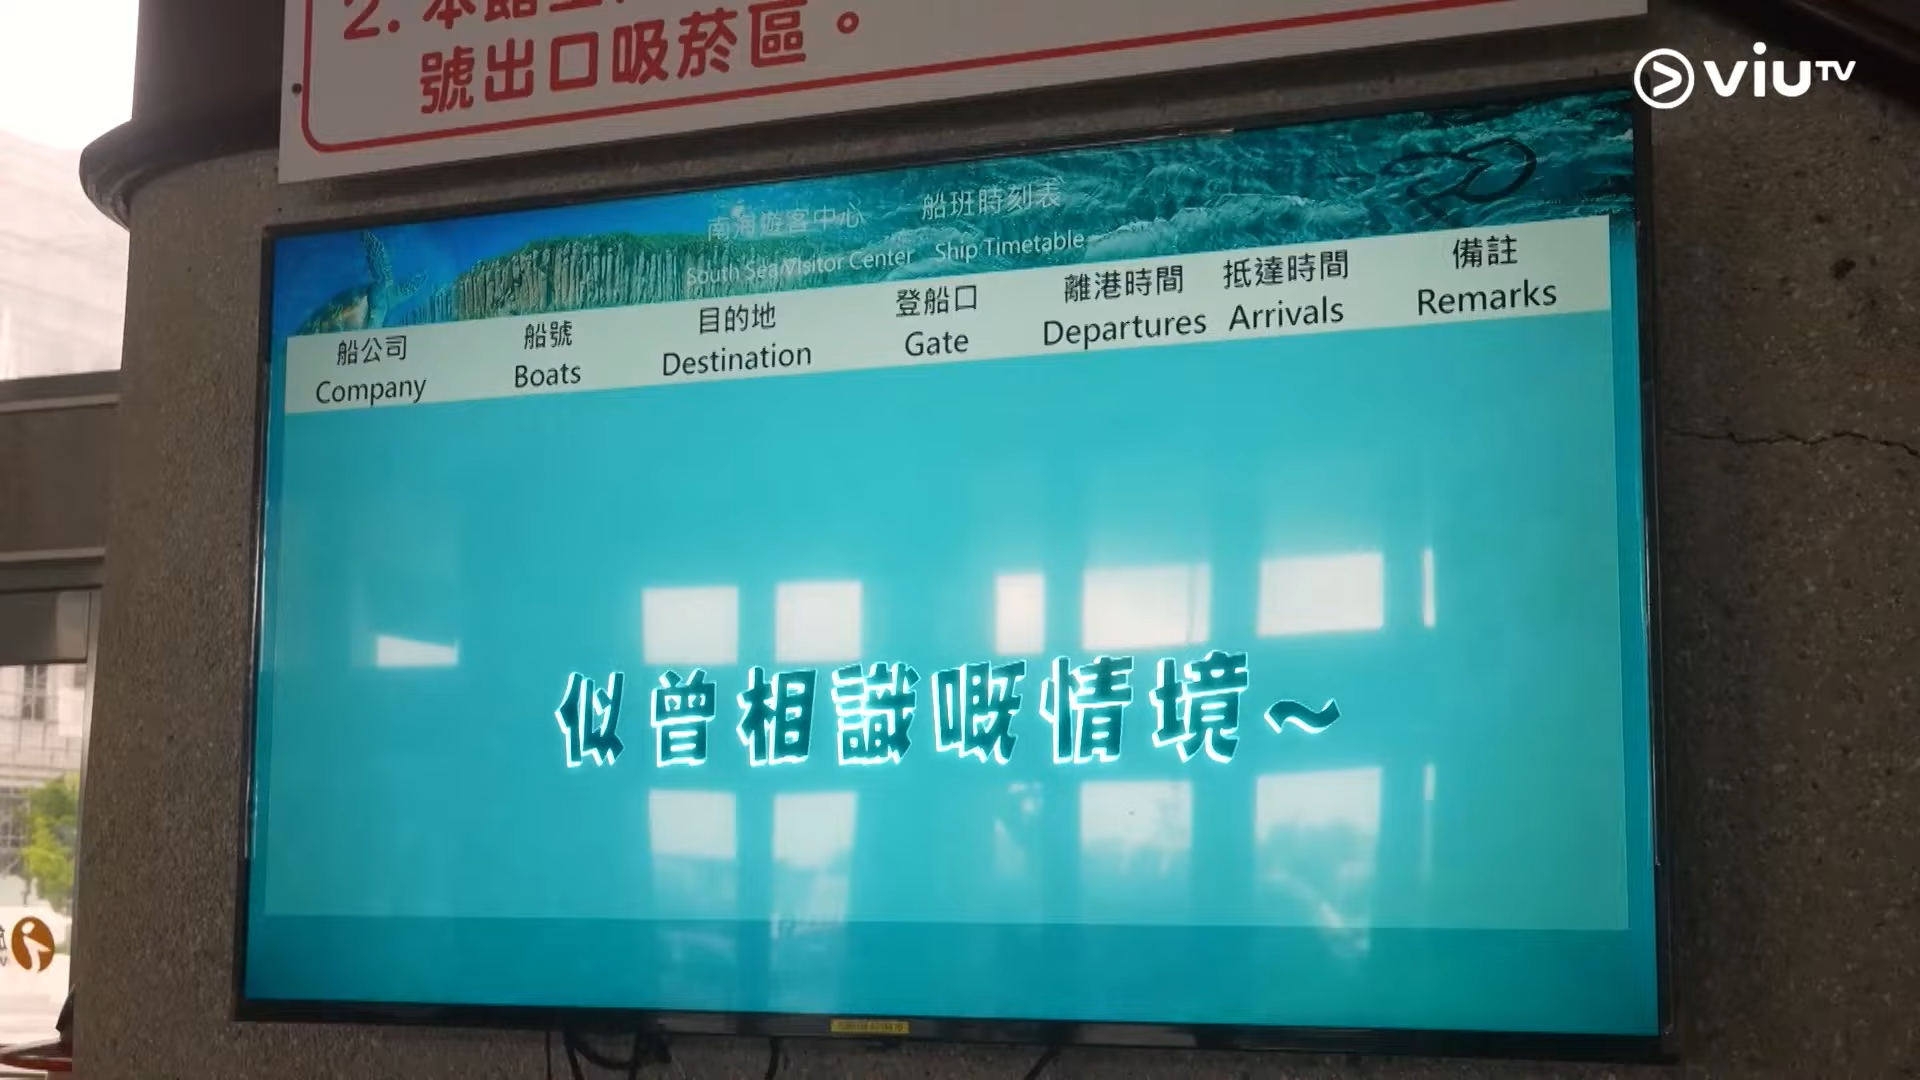 號出口吸菸區。
viuTV
南海遊客中心 船班時刻表
South Sea Visitor Center Ship Timetable
船公司 船號 目的地 登船口 離港時間 抵達時間 備註
Company Boats Destination Gate Departures Arrivals Remarks
似曾相識嘅情境~